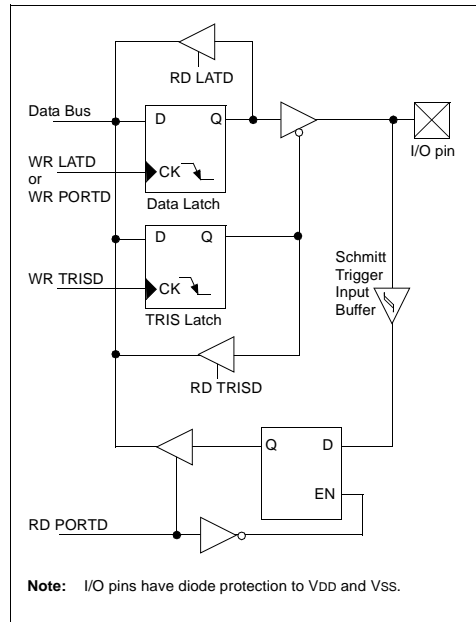 RD LATD
Data Bus
D Q
I/O pin
WR LATD
or
WR PORTD
CK
Data Latch
D Q
WR TRISD
CK
TRIS Latch
Schmitt
Trigger
Input
Buffer
RD TRISD
Q D
EN
RD PORTD
Note: I/O pins have diode protection to VDD and VSS.